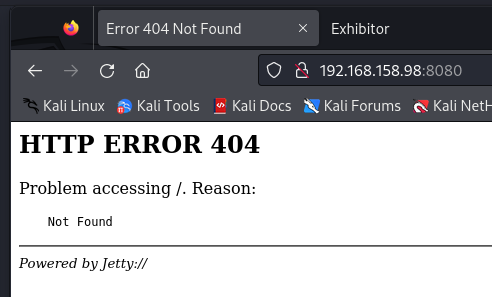 Error 404 Not Found
Exhibitor
192.168.158.98:8080
Kali Linux Kali Tools Kali Docs Kali Forums Kali NetH
HTTP ERROR 404
Problem accessing /. Reason:
Not Found
Powered by Jetty://